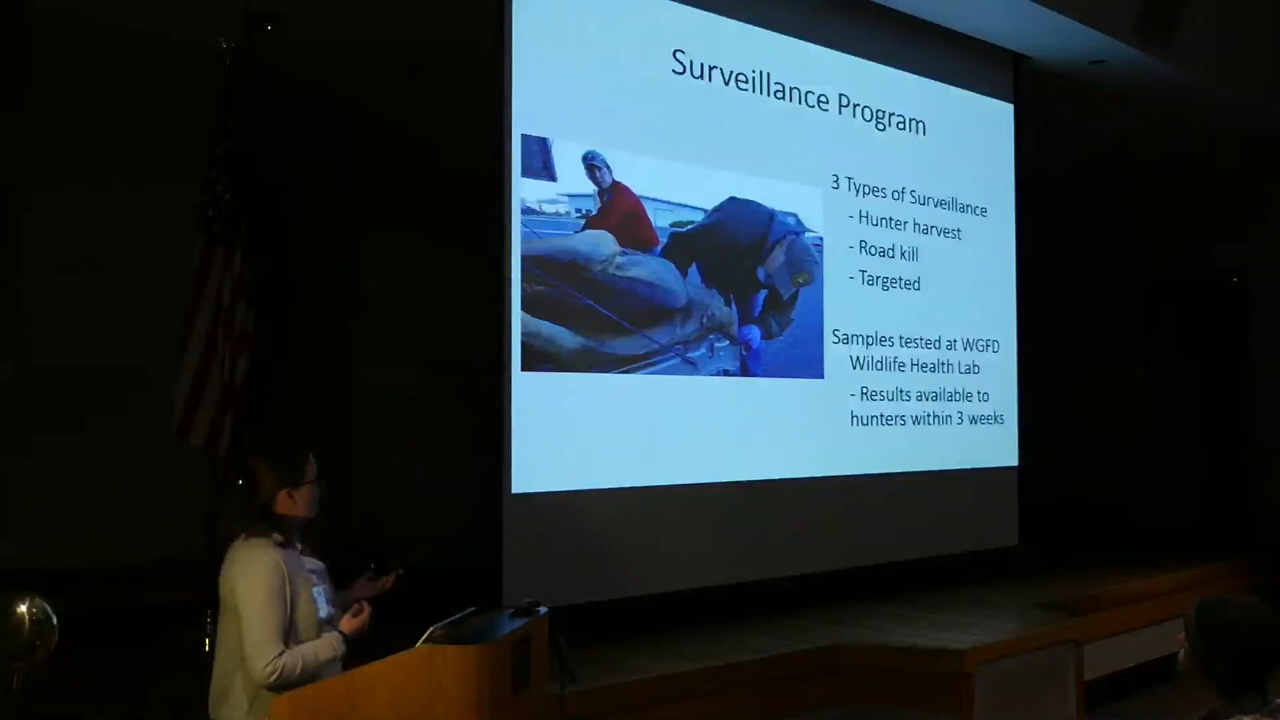 Surveillance Program
3 Types of Surveillance
- Hunter harvest
- Road kill
- Targeted
Samples tested at WGFD
Wildlife Health Lab
- Results available to
hunters within 3 weeks